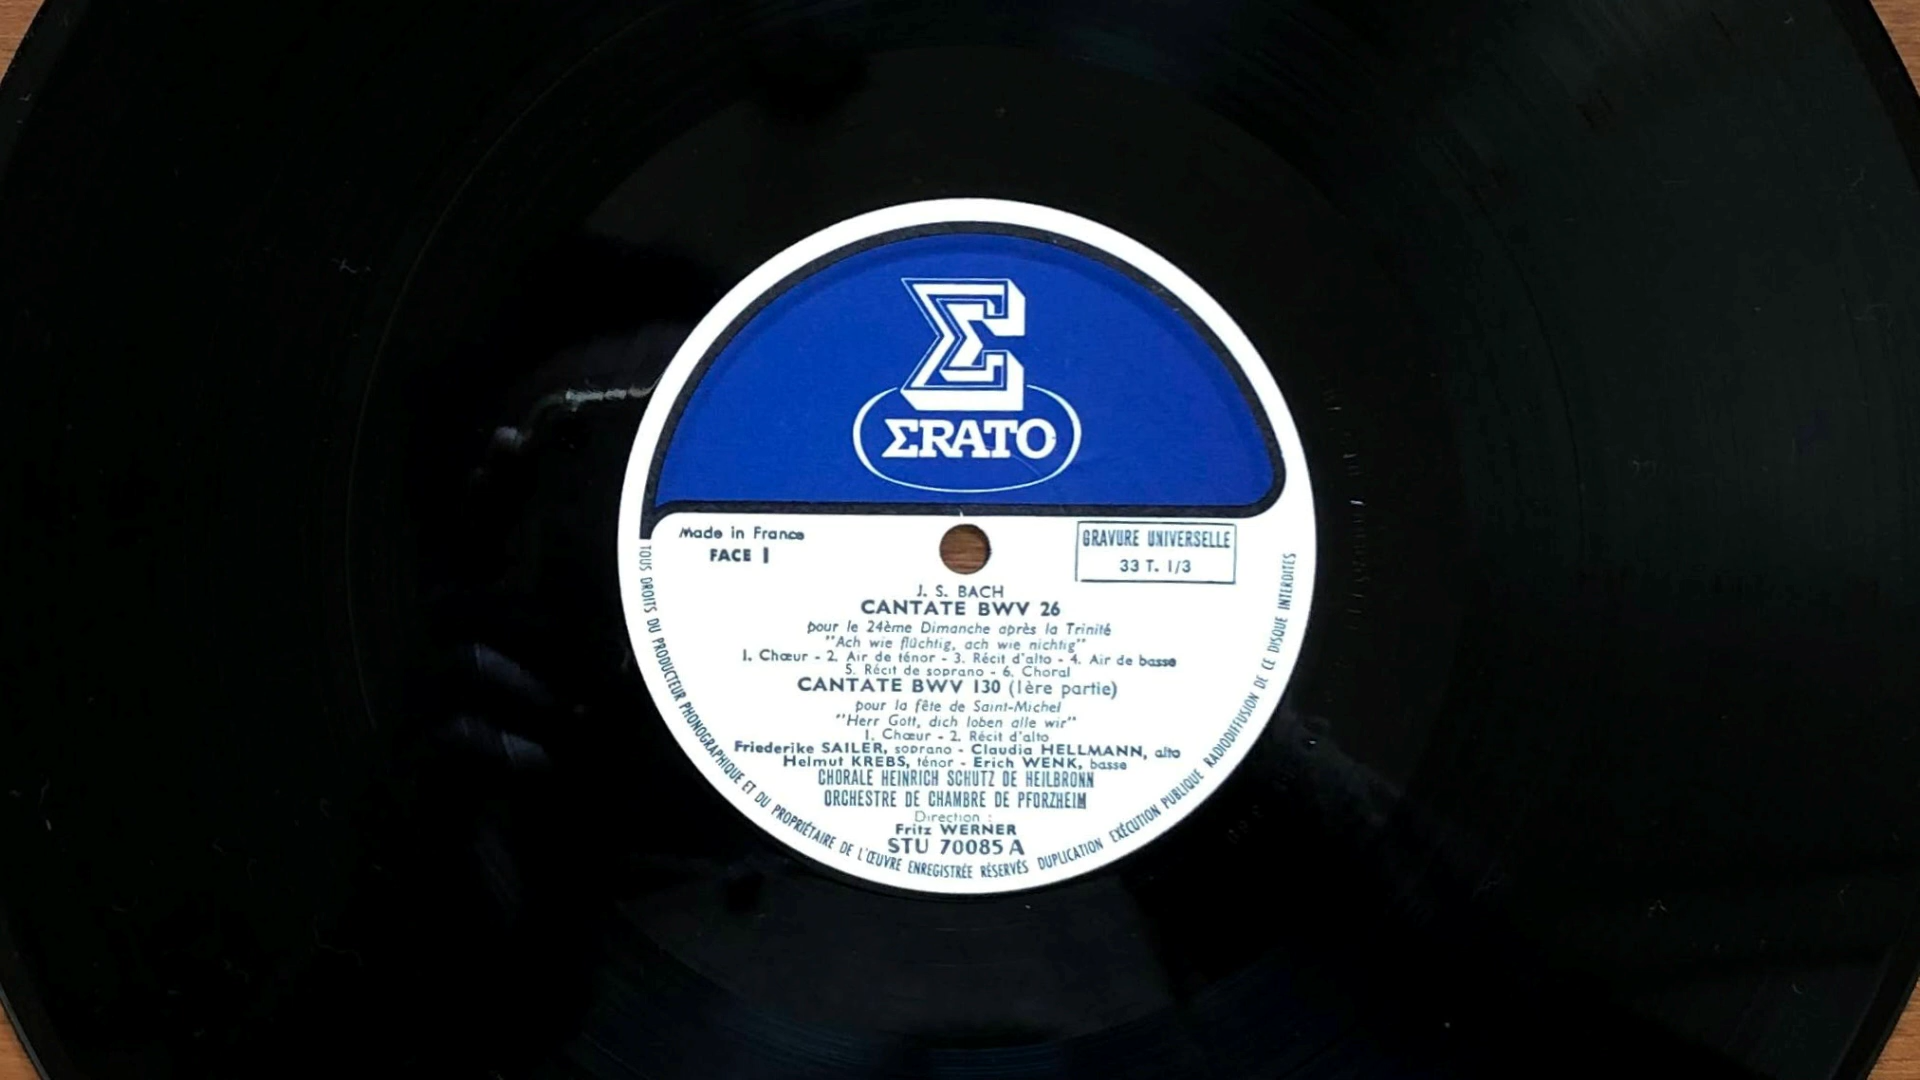 ΣRATO
Made in France
FACE 1
GRAVURE UNIVERSELLE
33 T. 1/3
J. S. BACH
CANTATE BWV 26
pour le 24ème Dimanche après la Trinité
"Ach wie flüchtig, ach wie nichtig"
1. Chœur - 2. Air de ténor - 3. Récit d'alto - 4. Air de basse
5. Récit de soprano - 6. Choral
CANTATE BWV 130 (1ère partie)
pour la fête de Saint-Michel
"Herr Gott, dich loben alle wir"
1. Chœur - 2. Récit d'alto
Friederike SAILER, soprano - Claudia HELLMANN, alto
Helmut KREBS, ténor - Erich WENK, basse
CHORALE HEINRICH SCHUTZ DE HEILBRONN
ORCHESTRE DE CHAMBRE DE PFORZHEIM
Direction :
Fritz WERNER
STU 70085 A
TOUS DROITS DU PRODUCTEUR PHONOGRAPHIQUE ET DU PROPRIÉTAIRE DE L'ŒUVRE ENREGISTRÉE RÉSERVÉS DUPLICATION EXÉCUTION PUBLIQUE RADIODIFFUSION DE CE DISQUE INTERDITES